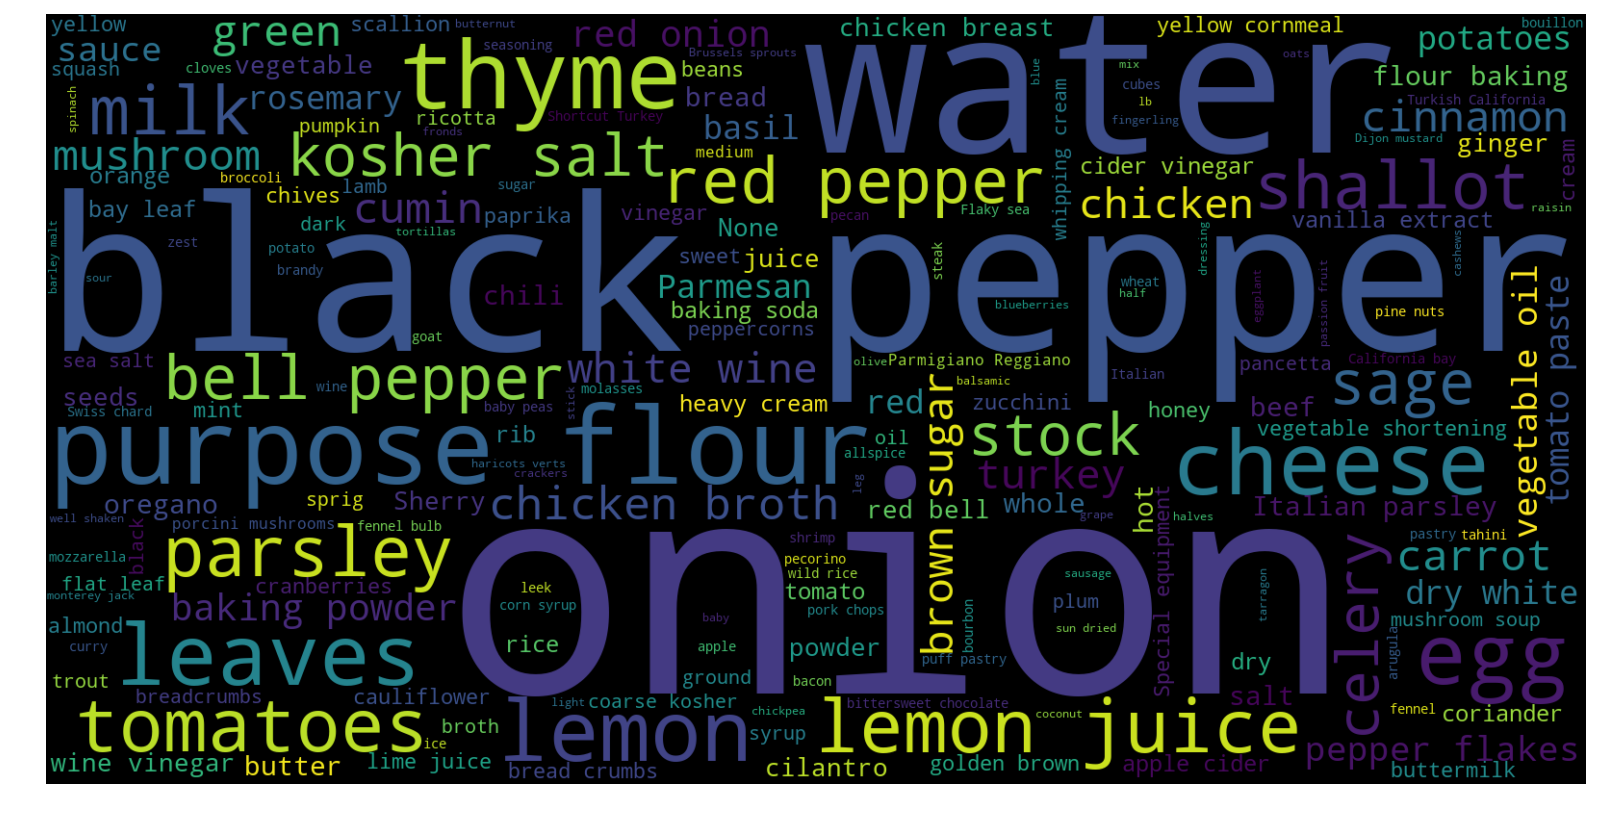 yellow
sauce
squash
cloves
green
vegetable
scallion
butternut
seasoning
red onion
Brussels sprouts
beans
bread
chicken breast
water
yellow cornmeal
bouillon
potatoes
oats
blue
mix
cubes
lb
fingerling
flour baking
Turkish California
cinnamon
Dijon mustard
ginger
spinach
milk
rosemary
thyme
ricotta
Shortcut Turkey
pumpkin
fronds
basil
medium
whipping cream
cider vinegar
cream
mushroom
kosher salt
red pepper
chicken
shallot
orange
broccoli
chives
lamb
sugar
bay leaf
dark
cumin
paprika
tortillas
vinegar
None
pecan
Flaky sea
vanilla extract
raisin
barley malt
zest
potato
brandy
sour
black pepper
sweet
juice
chili
Parmesan
baking soda
peppercorns
steak
blueberries
wheat
half
dressing
eggplant
passion fruit
pine nuts
cashews
goat
vegetable oil
tomato paste
sea salt
bell pepper
white wine
wine
olive
Parmigiano Reggiano
Italian
pancetta
California bay
sage
seeds
Swiss chard
mint
baby peas
stick
molasses
heavy cream
red
balsamic
zucchini
honey
beef
vegetable shortening
purpose flour
rib
haricots verts
crackers
oil
allspice
brown sugar
stock
turkey
cheese
oregano
sprig
Sherry
chicken broth
leg
red bell
whole
grape
hot
Special equipment
halves
Italian parsley
well shaken
black
porcini mushrooms
fennel bulb
shrimp
pecorino
wild rice
pastry
tahini
mozzarella
parsley
onion
sausage
carrot
flat leaf
cranberries
leek
tomato
plum
tarragon
celery
dry white
monterey jack
baking powder
corn syrup
pork chops
baby
bourbon
sun dried
mushroom soup
almond
curry
leaves
rice
apple
powder
puff pastry
dry
arugula
egg
trout
breadcrumbs
cauliflower
ground
bacon
salt
light
coarse kosher
chickpea
bittersweet chocolate
coconut
fennel
coriander
tomatoes
ice
broth
lemon
syrup
lemon juice
pepper flakes
wine vinegar
butter
lime juice
bread crumbs
cilantro
golden brown
apple cider
buttermilk